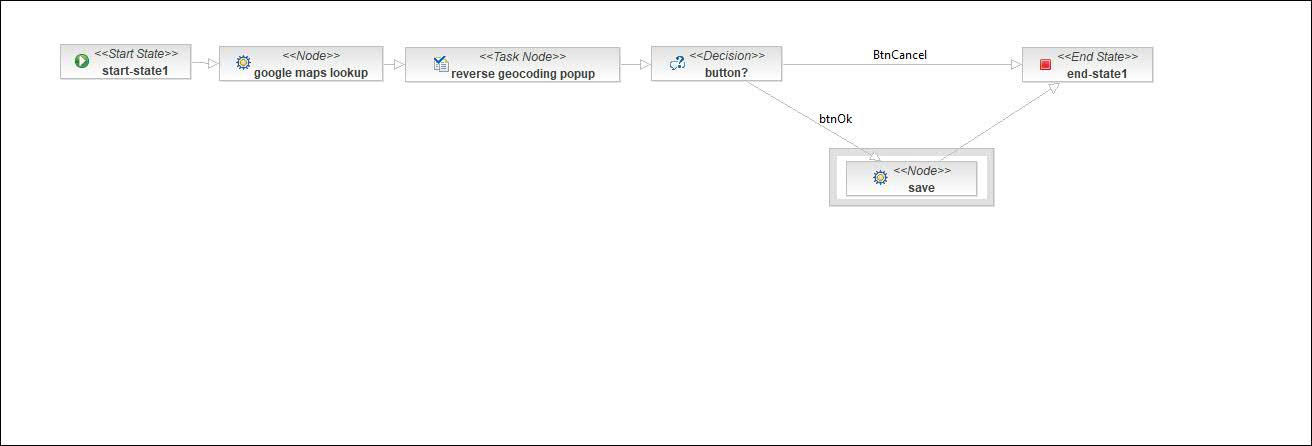 <<Start State>>
start-state1
<<Node>>
google maps lookup
<<Task Node>>
reverse geocoding popup
<<Decision>>
button?
BtnCancel
<<End State>>
end-state1
btnOk
<<Node>>
save